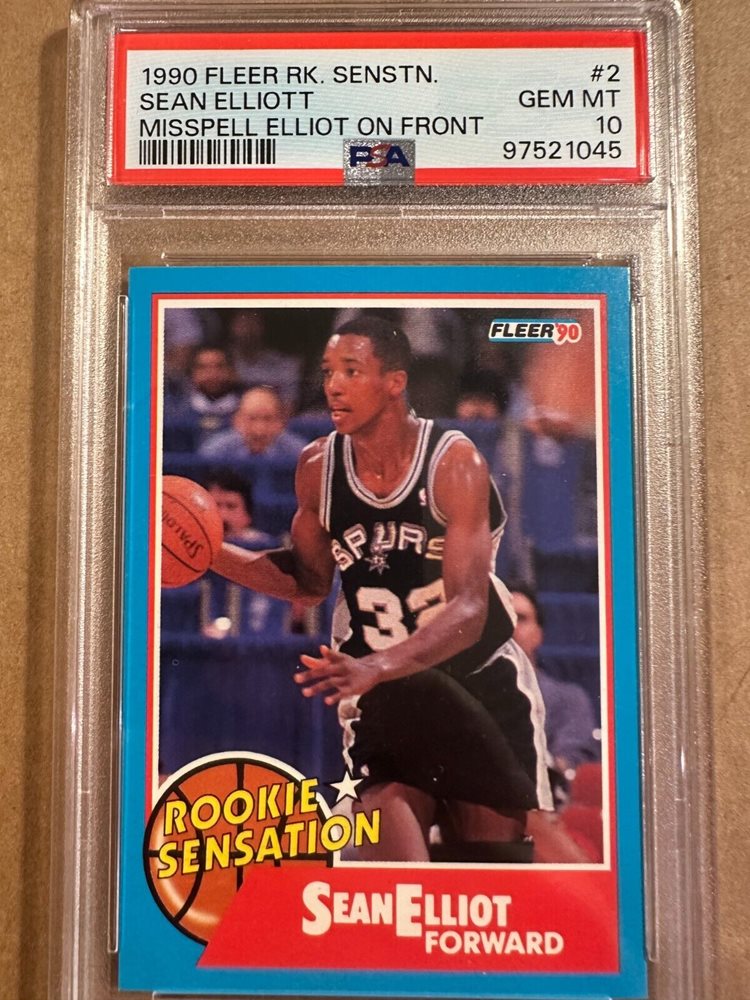 1990 FLEER RK. SENSTN. #2
SEAN ELLIOTT GEM MT
MISSPELL ELLIOT ON FRONT 10
PSA 97521045
FLEER '90
SPALDING
SPURS
32
ROOKIE
SENSATION
SEAN ELLIOT
FORWARD